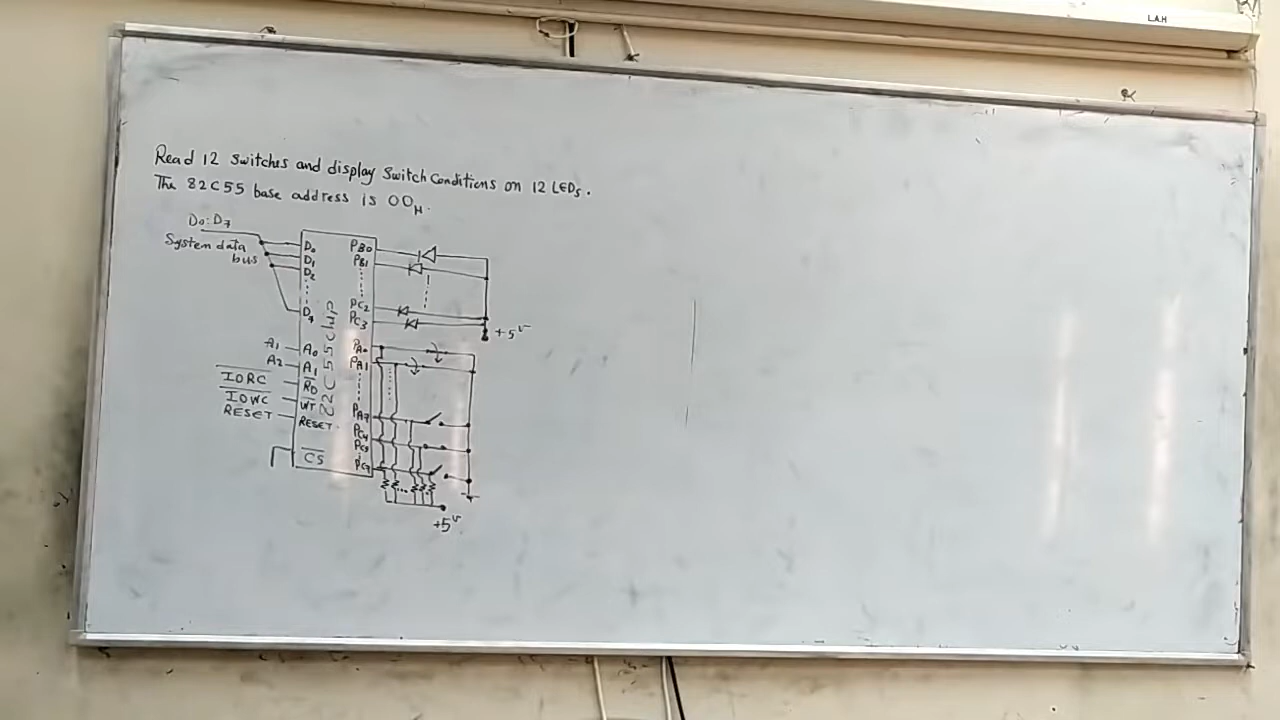 L.A.H
Read 12 switches and display Switch Conditions on 12 LEDs.
The 82C55 base address is 00H.
D0:D7
System data
bus
D0
D1
D2
D7
PB0
PB1
PC2
PC3
+5v
82C55 chip
A1
A0
A2
A1
IORC
RD
IOWC
WT
RESET
RESET
CS
PA0
PA1
PA7
PC4
PC5
PC7
+5v